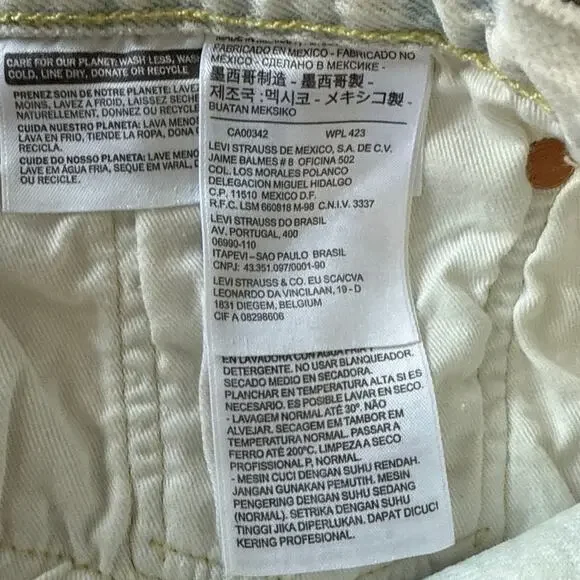 CARE FOR OUR PLANET: WASH LESS, WASH
COLD, LINE DRY, DONATE OR RECYCLE
PRENEZ SOIN DE NOTRE PLANETE: LAVEZ
MOINS, LAVEZ A FROID, LAISSEZ SECHE
NATURELLEMENT, DONNEZ OU RECYCLE
CUIDA NUESTRO PLANETA: LAVA MENO
LAVA EN FRIO, TIENDE LA ROPA, DONA O
CUIDE DO NOSSO PLANETA: LAVE MENO
LAVE EM ÁGUA FRIA, SEQUE EM VARAL, D
OU RECICLE.
MADE IN MEXICO
FABRICADO EN MEXICO - FABRICADO NO
MÉXICO - СДЕЛАНО В МЕКСИКЕ -
墨西哥制造 - 墨西哥製 -
제조국 :멕시코 - メキシコ製 -
BUATAN MEKSIKO
CA00342 WPL 423
LEVI STRAUSS DE MEXICO, S.A. DE C.V.
JAIME BALMES # 8 OFICINA 502
COL. LOS MORALES POLANCO
DELEGACION MIGUEL HIDALGO
C.P. 11510 MEXICO D.F.
R.F.C. LSM 660818 M-98 C.N.I.V. 3337
LEVI STRAUSS DO BRASIL
AV. PORTUGAL, 400
06990-110
ITAPEVI-SAO PAULO BRASIL
CNPJ: 43.351.097/0001-90
LEVI STRAUSS & CO. EU SCA/CVA
LEONARDO DA VINCILAAN, 19 - D
1831 DIEGEM, BELGIUM
CIF A 08298606
EN LAVADORA CON AGUA FRIA Y
DETERGENTE. NO USAR BLANQUEADOR.
SECADO MEDIO EN SECADORA.
PLANCHAR EN TEMPERATURA ALTA SI ES
NECESARIO. ES POSIBLE LAVAR EN SECO.
- LAVAGEM NORMAL ATÉ 30°. NÃO
ALVEJAR. SECAGEM EM TAMBOR EM
TEMPERATURA NORMAL. PASSAR A
FERRO ATÉ 200°C. LIMPEZA A SECO
PROFISSIONAL P, NORMAL.
- MESIN CUCI DENGAN SUHU RENDAH.
JANGAN GUNAKAN PEMUTIH. MESIN
PENGERING DENGAN SUHU SEDANG
(NORMAL). SETRIKA DENGAN SUHU
TINGGI JIKA DIPERLUKAN. DAPAT DICUCI
KERING PROFESIONAL.